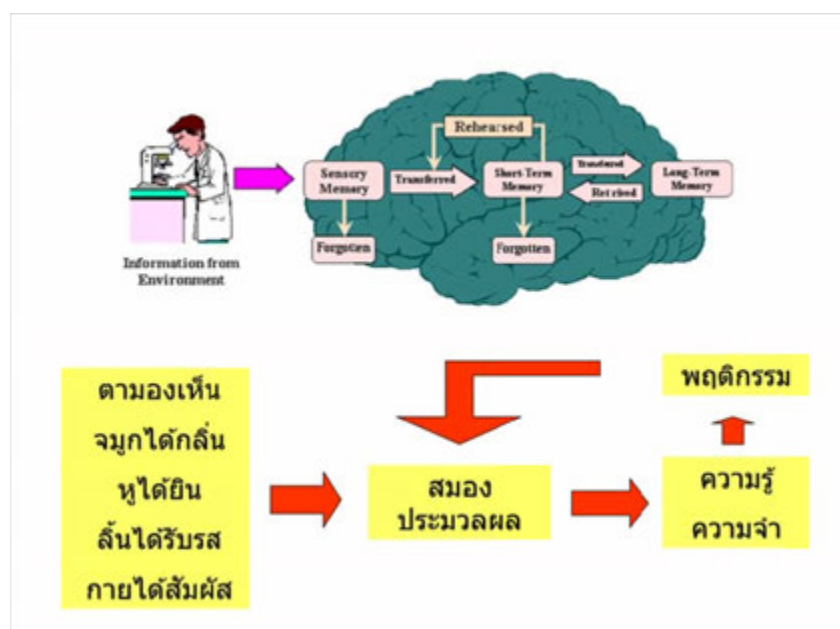 Rehearsed
Sensory
Memory
Transferred
Short-Term
Memory
Transferred
Retrieved
Long-Term
Memory
Forgotten
Forgotten
Information from
Environment
ตามองเห็น
จมูกได้กลิ่น
หูได้ยิน
ลิ้นได้รับรส
กายได้สัมผัส
สมอง
ประมวลผล
พฤติกรรม
ความรู้
ความจำ